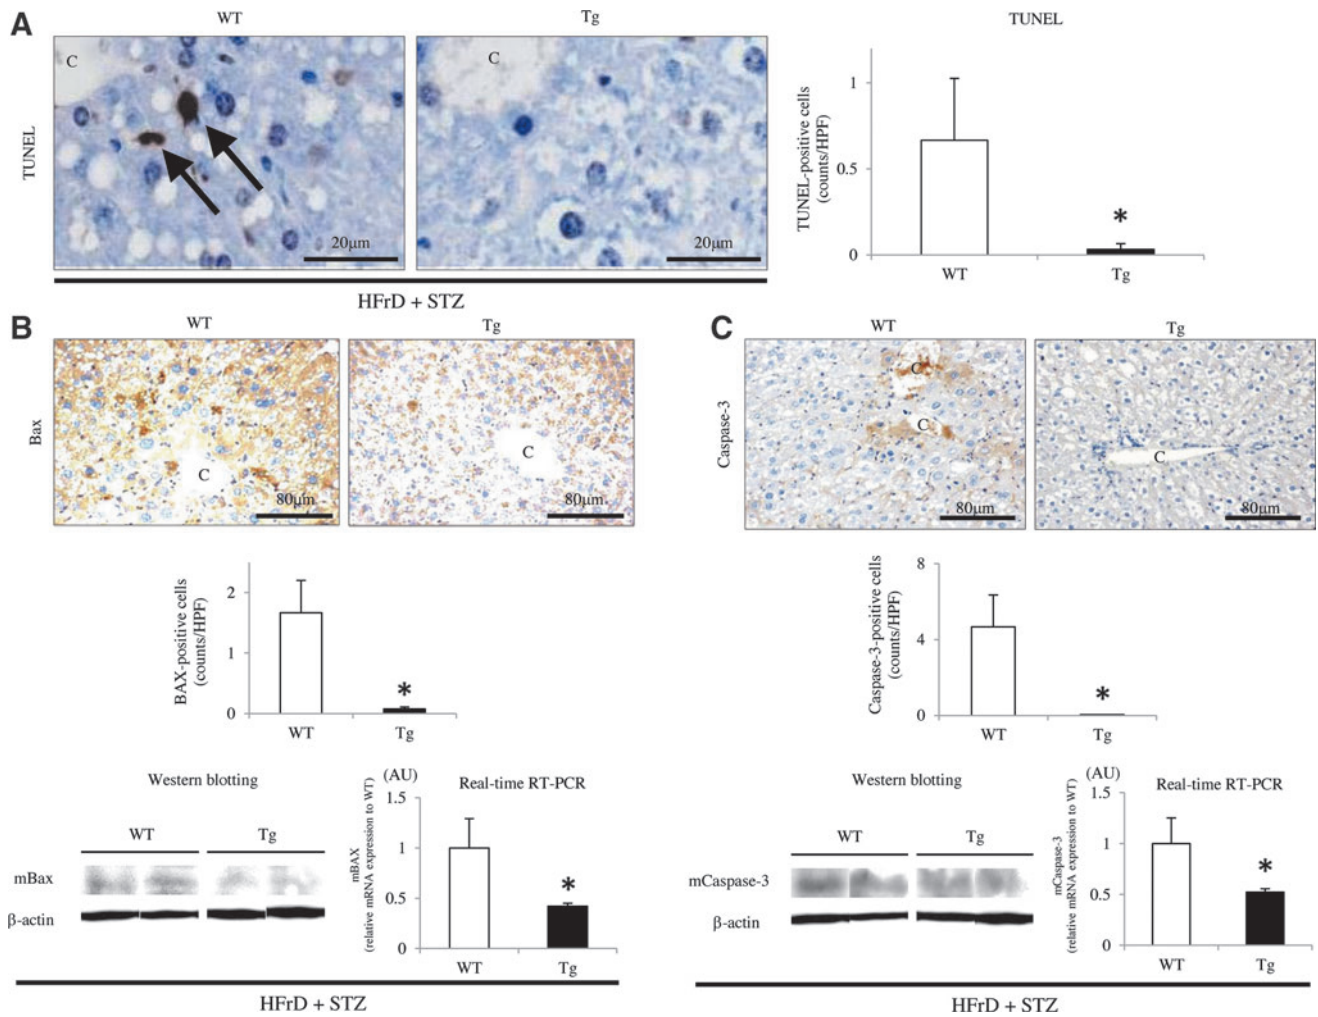 A
WT
Tg
TUNEL
C
C
TUNEL
20μm
20μm
HFrD + STZ
TUNEL-positive cells
(counts/HPF)
1
0.5
0
*
WT
Tg
B
WT
Tg
Bax
C
C
80μm
80μm
BAX-positive cells
(counts/HPF)
2
1
0
*
WT
Tg
Western blotting
WT
Tg
mBax
β-actin
(AU)
Real-time RT-PCR
mBAX
(relative mRNA expression to WT)
1.5
1
0.5
0
*
WT
Tg
HFrD + STZ
C
WT
Tg
Caspase-3
C
C
C
80μm
80μm
Caspase-3-positive cells
(counts/HPF)
8
4
0
*
WT
Tg
Western blotting
WT
Tg
mCaspase-3
β-actin
(AU)
Real-time RT-PCR
mCaspase-3
(relative mRNA expression to WT)
1.5
1
0.5
0
*
WT
Tg
HFrD + STZ